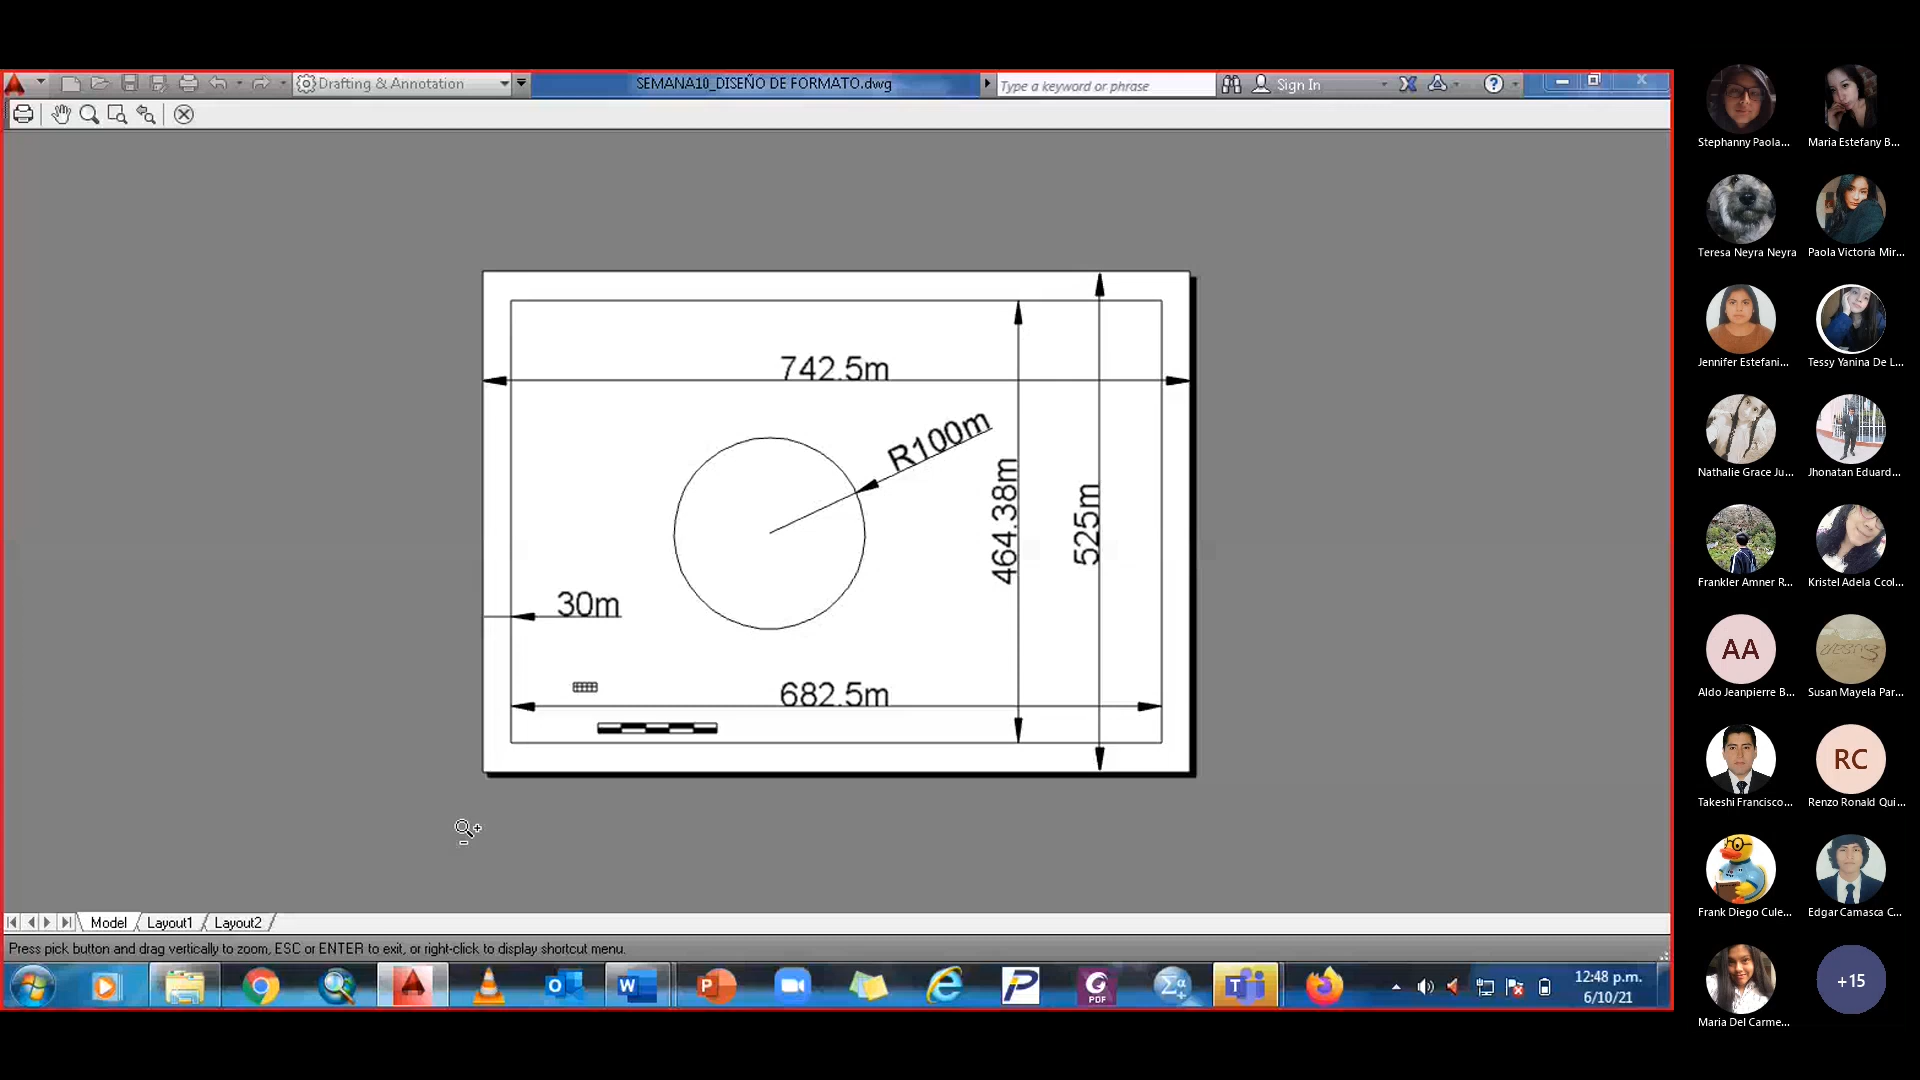 Drafting & Annotation
SEMANA10_DISEÑO DE FORMATO.dwg
Type a keyword or phrase
Sign In
742.5m
R100m
464.38m
525m
30m
682.5m
Model
Layout1
Layout2
Press pick button and drag vertically to zoom, ESC or ENTER to exit, or right-click to display shortcut menu.
PDF
12:48 p.m.
6/10/21
Stephanny Paola...
Maria Estefany B...
Teresa Neyra Neyra
Paola Victoria Mir...
Jennifer Estefani...
Tessy Yanina De L...
Nathalie Grace Ju...
Jhonatan Eduard...
Frankler Amner R...
Kristel Adela Ccol...
AA
Aldo Jeanpierre B...
Susan Mayela Par...
Takeshi Francisco...
RC
Renzo Ronald Qui...
Frank Diego Cule...
Edgar Camasca C...
Maria Del Carme...
+15